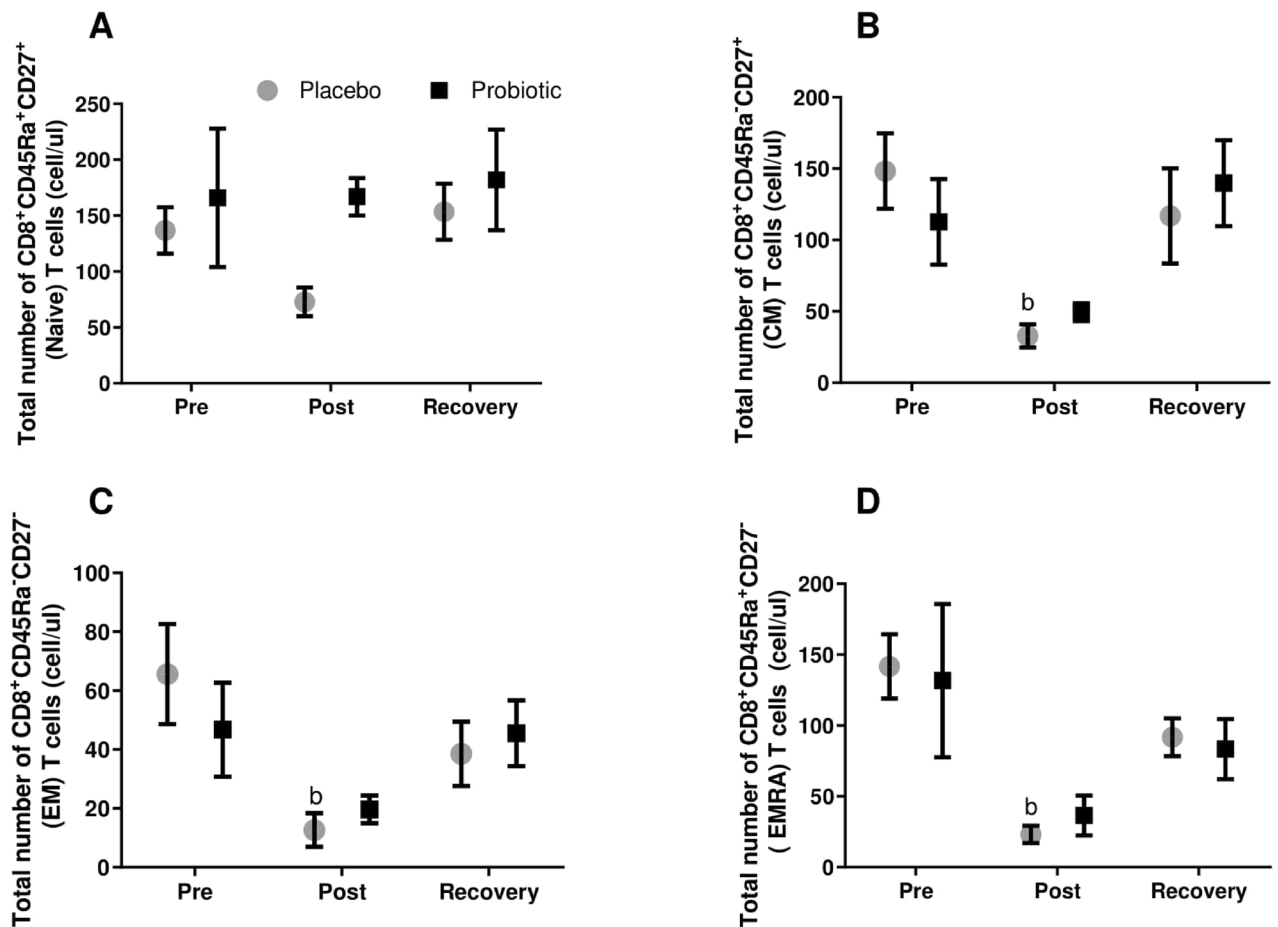 A
Total number of CD8⁺CD45Ra⁺CD27⁺
(Naive) T cells (cell/ul)
Placebo
Probiotic
250
200
150
100
50
0
Pre
Post
Recovery
B
Total number of CD8⁺CD45Ra⁻CD27⁺
(CM) T cells (cell/ul)
200
150
100
50
0
b
Pre
Post
Recovery
C
Total number of CD8⁺CD45Ra⁻CD27⁻
(EM) T cells (cell/ul)
100
80
60
40
20
0
b
Pre
Post
Recovery
D
Total number of CD8⁺CD45Ra⁺CD27⁻
( EMRA) T cells (cell/ul)
200
150
100
50
0
b
Pre
Post
Recovery